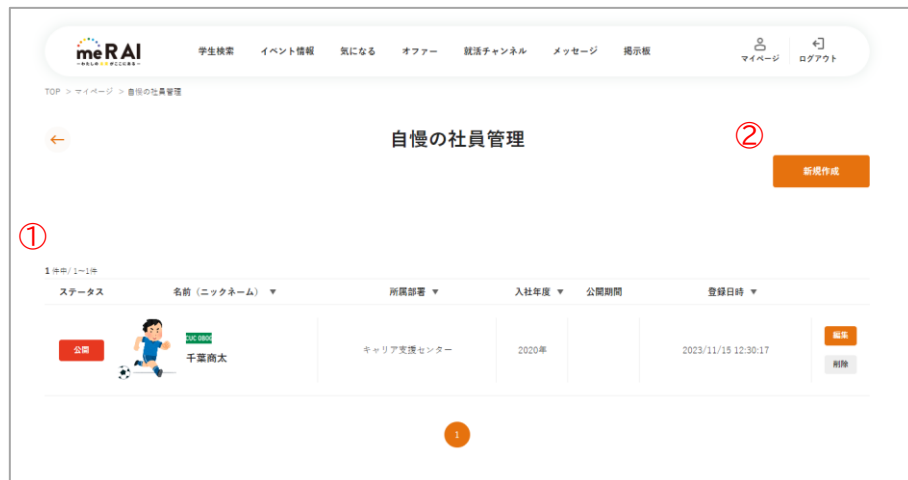 meRAI
学生検索 イベント情報 気になる オファー 就活チャンネル メッセージ 掲示板 マイページ ログアウト
TOP > マイページ > 自慢の社員管理
←
自慢の社員管理
②
新規作成
①
1件中/1~1件
ステータス 名前（ニックネーム） ▼ 所属部署 ▼ 入社年度 ▼ 公開期間 登録日時 ▼
公開 千葉商太 キャリア支援センター 2020年 2023/11/15 12:30:17
編集
削除
1